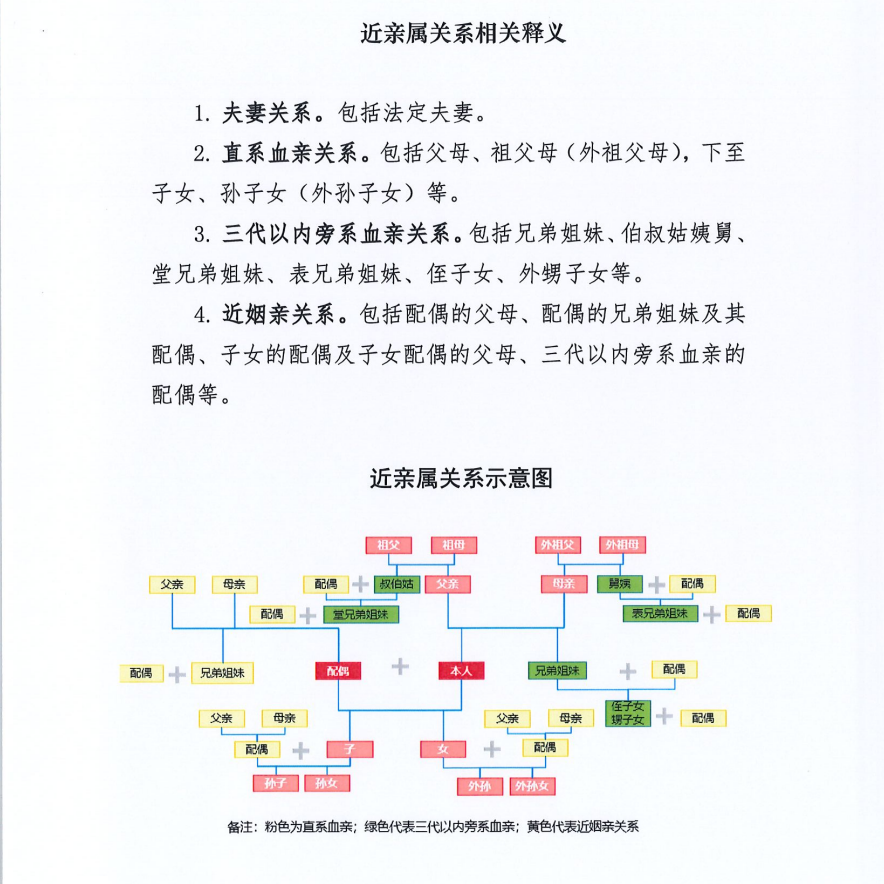 近亲属关系相关释义
1. 夫妻关系。包括法定夫妻。
2. 直系血亲关系。包括父母、祖父母（外祖父母），下至
子女、孙子女（外孙子女）等。
3. 三代以内旁系血亲关系。包括兄弟姐妹、伯叔姑姨舅、
堂兄弟姐妹、表兄弟姐妹、侄子女、外甥子女等。
4. 近姻亲关系。包括配偶的父母、配偶的兄弟姐妹及其
配偶、子女的配偶及子女配偶的父母、三代以内旁系血亲的
配偶等。
近亲属关系示意图
祖父 祖母 外祖父 外祖母
父亲 母亲 配偶 叔伯姑 父亲 母亲 舅姨 配偶
配偶 堂兄弟姐妹 表兄弟姐妹 配偶
配偶 兄弟姐妹 配偶 本人 兄弟姐妹 配偶
侄子女
甥子女 配偶
父亲 母亲 父亲 母亲
配偶 子 女 配偶
孙子 孙女 外孙 外孙女
备注：粉色为直系血亲；绿色代表三代以内旁系血亲；黄色代表近姻亲关系